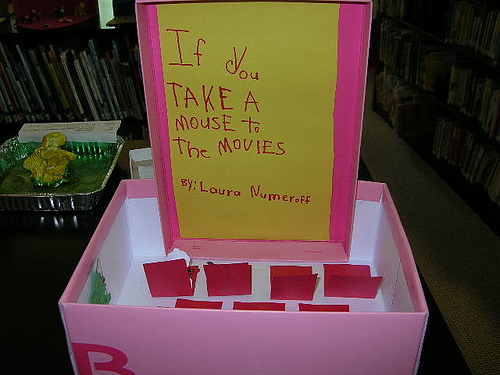 If you
TAKE A
MOUSE to
The MOVIES
BY; Laura Numeroff
B